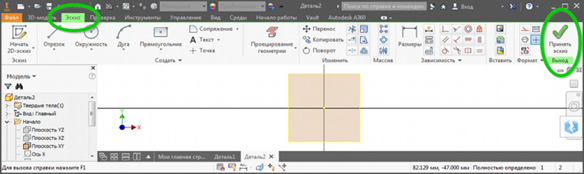 Деталь2
Поиск по справке и командам
Файл 3D-модель Эскиз Проверка Инструменты Управление Вид Среды Начало работы Vault Autodesk A360
Начать
2D-эскиз
Отрезок Окружность Дуга Прямоугольник
Сопряжение
Текст
Точка
Проецирование
геометрии
Перенос
Копировать
Поворот
Размеры
Вставить Формат
Принять
эскиз
Эскиз Создать Изменить Зависимость Выход
Модель
Деталь2
Твердые тела(1)
Вид: Главный
Начало
Плоскость YZ
Плоскость XZ
Плоскость XY
Ось X
Y
X
Моя главная стр... Деталь1 Деталь2
Для вызова справки нажмите F1
82.129 мм, -47.000 мм Полностью определено 1 2